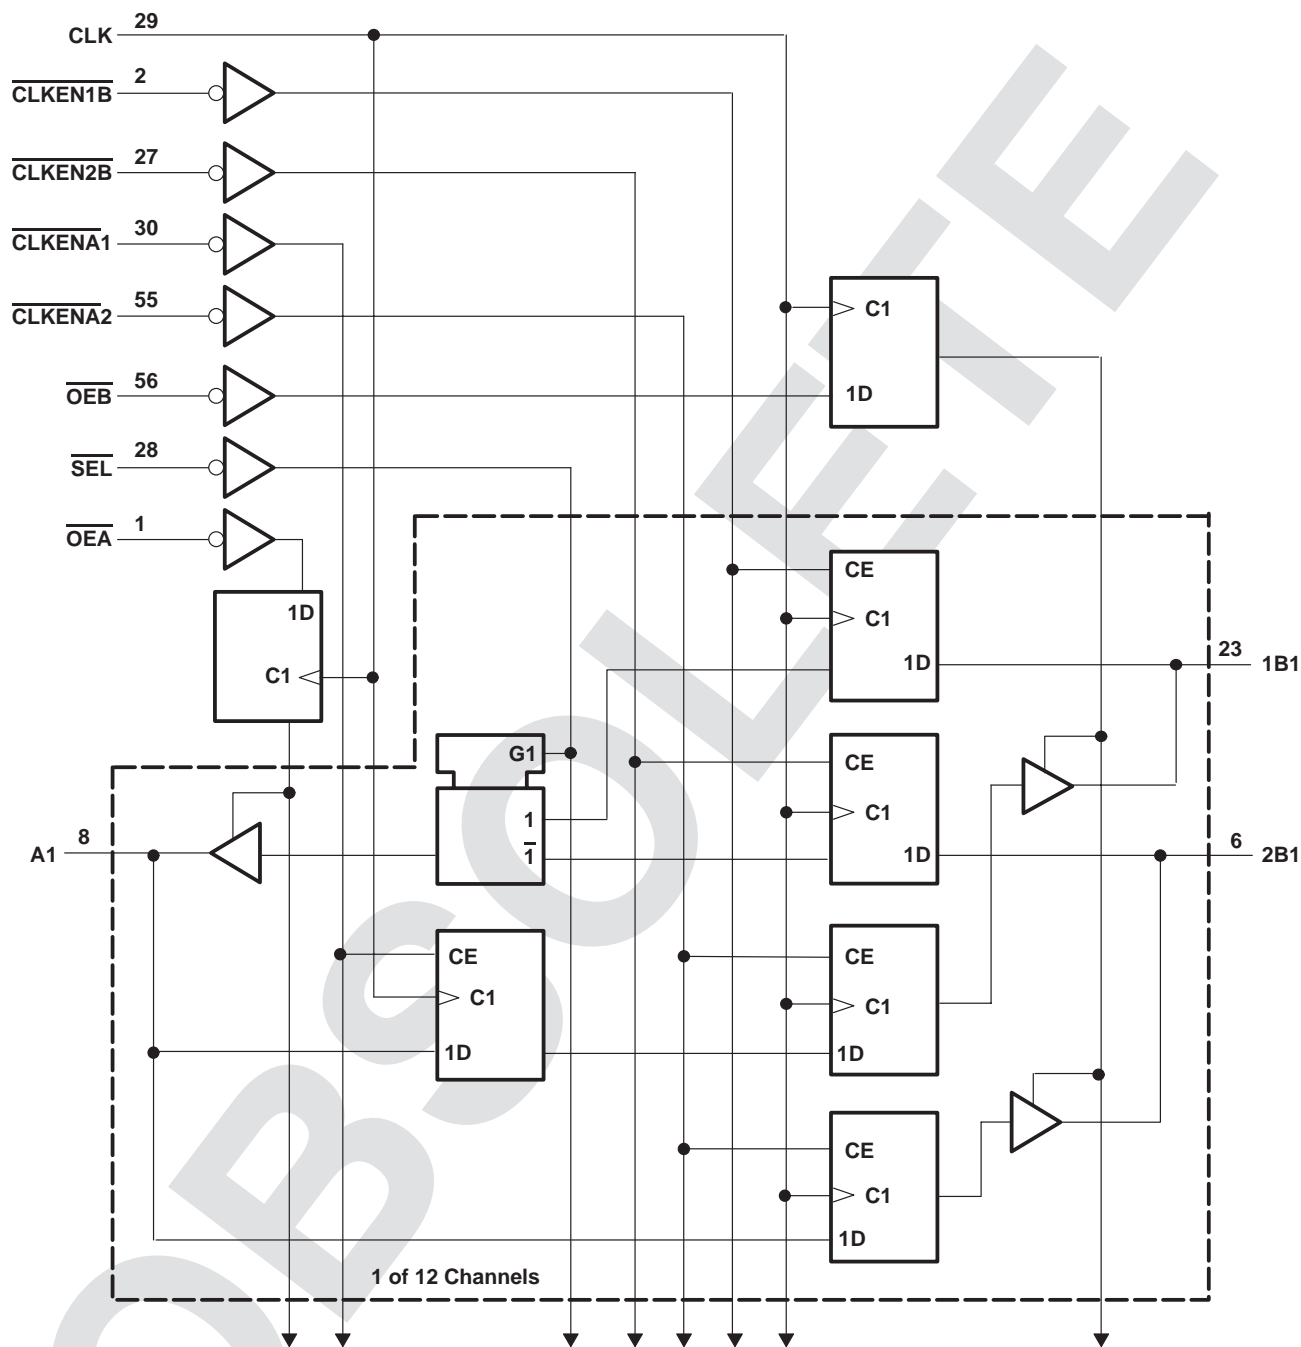 CLK 29
CLKEN1B 2
CLKEN2B 27
CLKENA1 30
CLKENA2 55
C1
OEB 56
1D
SEL 28
OEA 1
CE
1D
C1
1D
23 1B1
C1
G1
CE
1
C1
A1 8
1
1D
6 2B1
CE
C1
1D
CE
C1
1D
CE
C1
1D
1 of 12 Channels
OBSOLETE